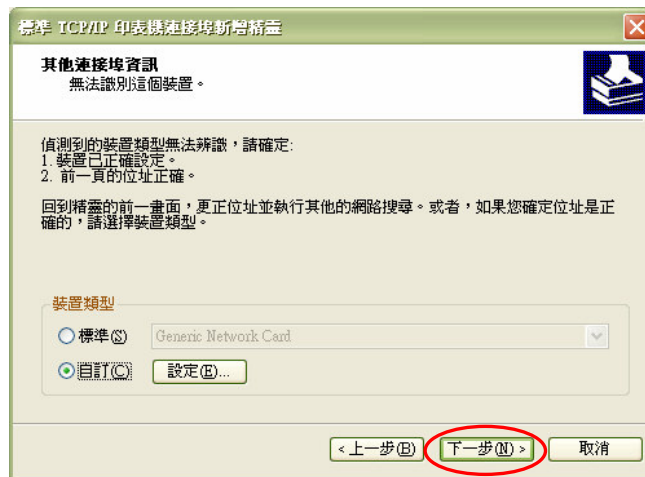 標準 TCP/IP 印表機連接埠新增精靈
其他連接埠資訊
無法識別這個裝置。
偵測到的裝置類型無法辨識，請確定:
1. 裝置已正確設定。
2. 前一頁的位址正確。
回到精靈的前一畫面，更正位址並執行其他的網路搜尋。或者，如果您確定位址是正
確的，請選擇裝置類型。
裝置類型
標準(S) Generic Network Card
自訂(C) 設定(E)...
<上一步(B) 下一步(N)> 取消